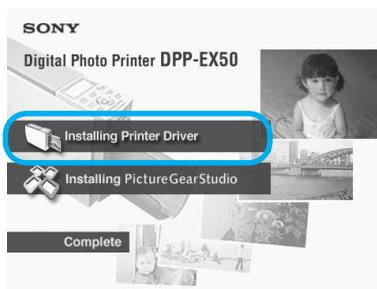 SONY
Digital Photo Printer DPP-EX50
Installing Printer Driver
Installing PictureGearStudio
Complete